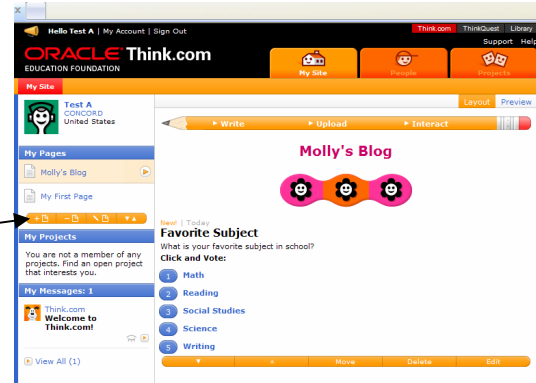 Hello Test A | My Account | Sign Out
Think.com ThinkQuest Library
Support Help
ORACLE Think.com
EDUCATION FOUNDATION
My Site People Projects
My Site
Layout Preview
Test A
CONCORD
United States
Write Upload Interact
My Pages
Molly's Blog
My First Page
Molly's Blog
New! | Today
Favorite Subject
What is your favorite subject in school?
Click and Vote:
1 Math
2 Reading
3 Social Studies
4 Science
5 Writing
Move Delete Edit
My Projects
You are not a member of any
projects. Find an open project
that interests you.
My Messages: 1
Think.com
Welcome to
Think.com!
View All (1)